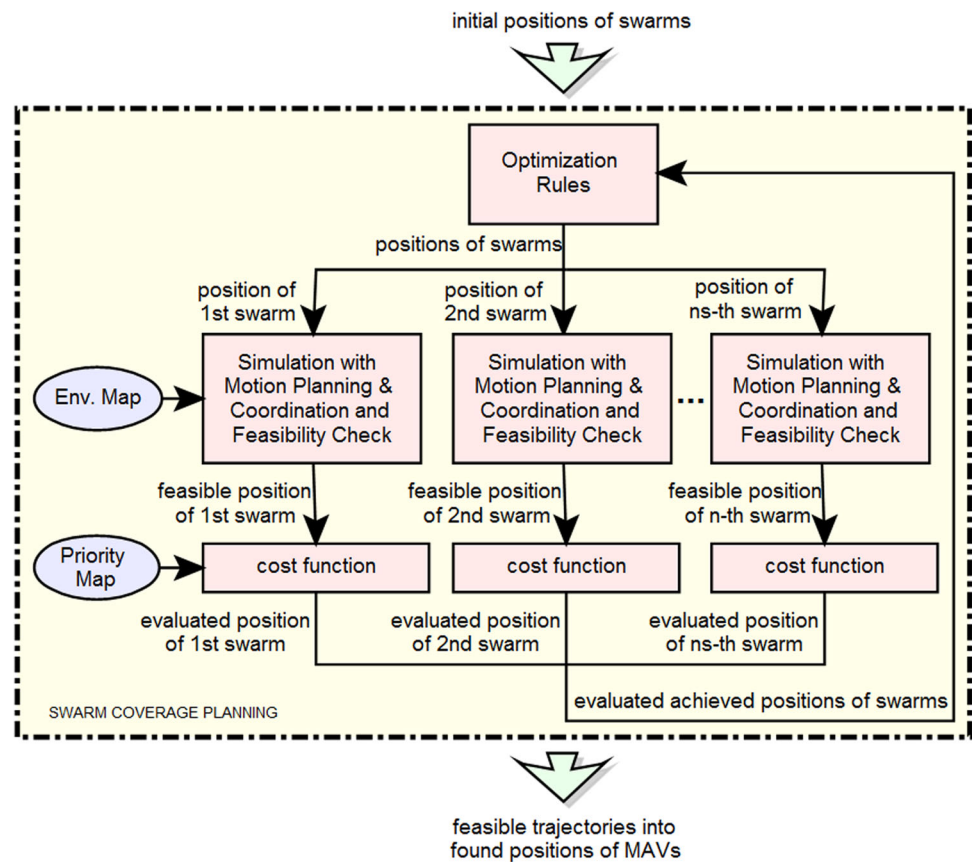 initial positions of swarms
Optimization
Rules
positions of swarms
position of
1st swarm
position of
2nd swarm
position of
ns-th swarm
Env. Map
Simulation with
Motion Planning &
Coordination and
Feasibility Check
Simulation with
Motion Planning &
Coordination and
Feasibility Check
...
Simulation with
Motion Planning &
Coordination and
Feasibility Check
feasible position
of 1st swarm
feasible position
of 2nd swarm
feasible position
of n-th swarm
Priority
Map
cost function
cost function
cost function
evaluated position
of 1st swarm
evaluated position
of 2nd swarm
evaluated position
of ns-th swarm
evaluated achieved positions of swarms
SWARM COVERAGE PLANNING
feasible trajectories into
found positions of MAVs